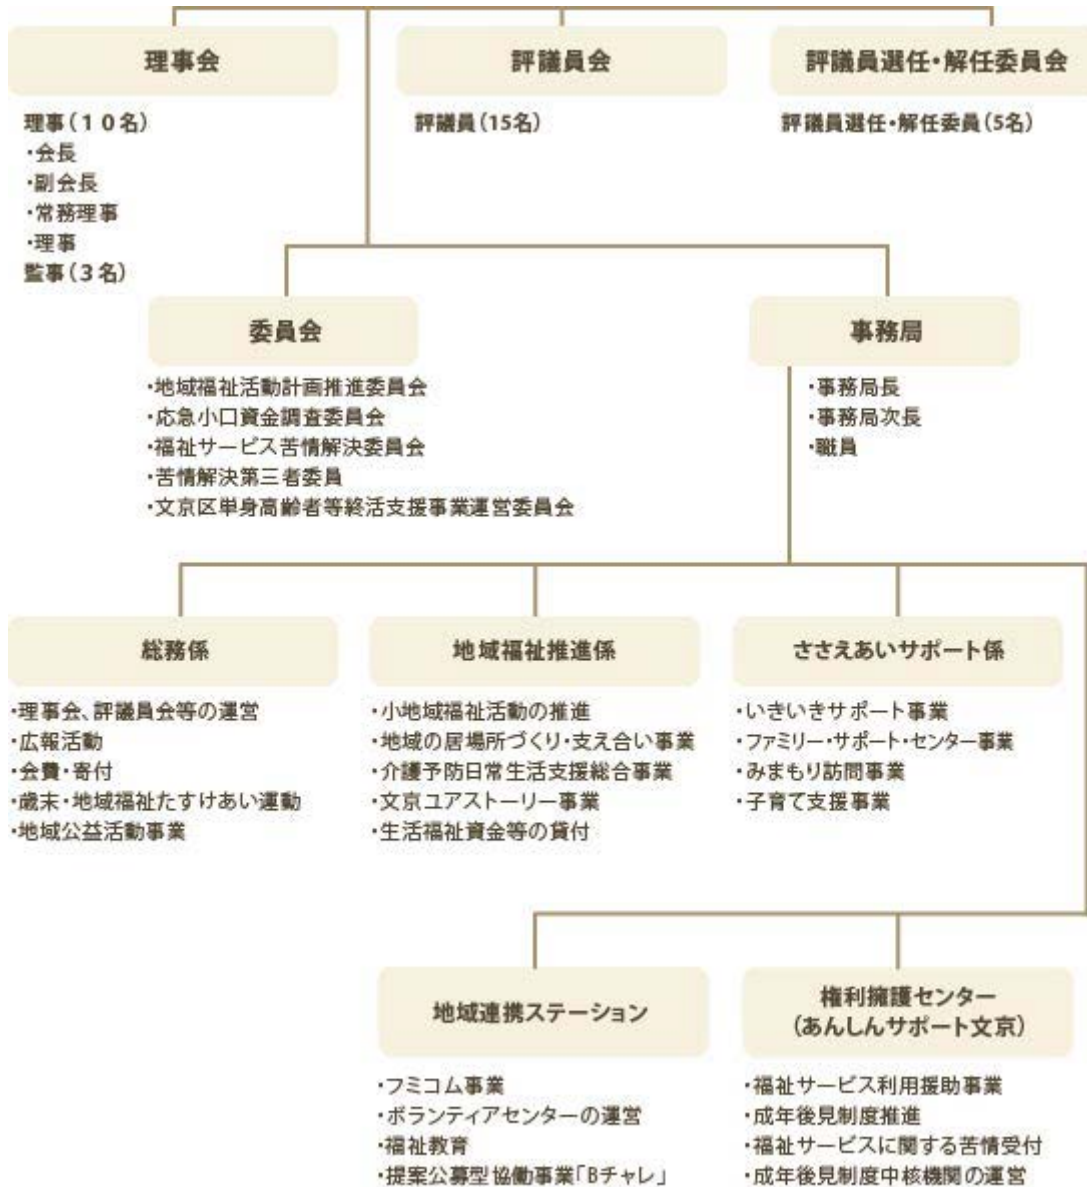 理事会
理事(10名)
・会長
・副会長
・常務理事
・理事
監事(3名)
評議員会
評議員(15名)
評議員選任・解任委員会
評議員選任・解任委員(5名)
委員会
・地域福祉活動計画推進委員会
・応急小口資金調査委員会
・福祉サービス苦情解決委員会
・苦情解決第三者委員
・文京区単身高齢者等終活支援事業運営委員会
事務局
・事務局長
・事務局次長
・職員
総務係
・理事会、評議員会等の運営
・広報活動
・会費・寄付
・歳末・地域福祉たすけあい運動
・地域公益活動事業
地域福祉推進係
・小地域福祉活動の推進
・地域の居場所づくり・支え合い事業
・介護予防日常生活支援総合事業
・文京ユアストーリー事業
・生活福祉資金等の貸付
ささえあいサポート係
・いきいきサポート事業
・ファミリー・サポート・センター事業
・みまもり訪問事業
・子育て支援事業
地域連携ステーション
・フミコム事業
・ボランティアセンターの運営
・福祉教育
・提案公募型協働事業「Bチャレ」
権利擁護センター
(あんしんサポート文京)
・福祉サービス利用援助事業
・成年後見制度推進
・福祉サービスに関する苦情受付
・成年後見制度中核機関の運営